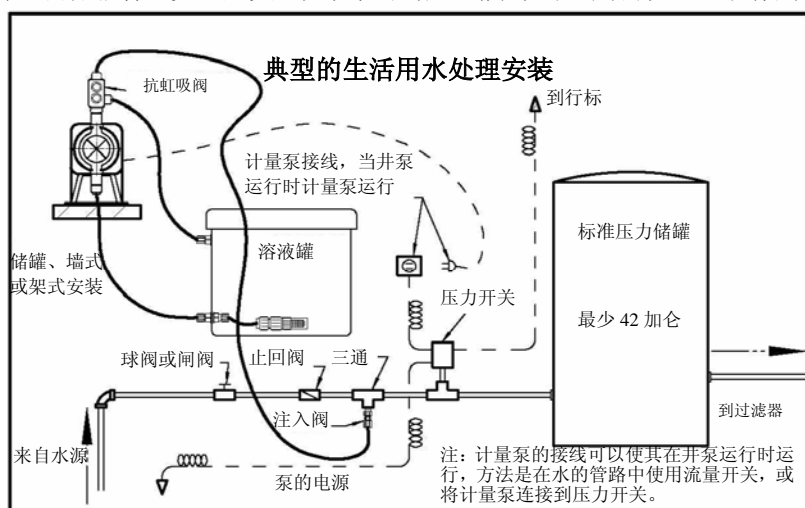 典型的生活用水处理安装
抗虹吸阀
到行标
计量泵接线，当井泵
运行时计量泵运行
标准压力储罐
溶液罐
储罐、墙式
或架式安装
压力开关
最少 42 加仑
球阀或闸阀
止回阀
三通
注入阀
到过滤器
来自水源
泵的电源
注：计量泵的接线可以使其在井泵运行时运
行，方法是在水的管路中使用流量开关，或
将计量泵连接到压力开关。